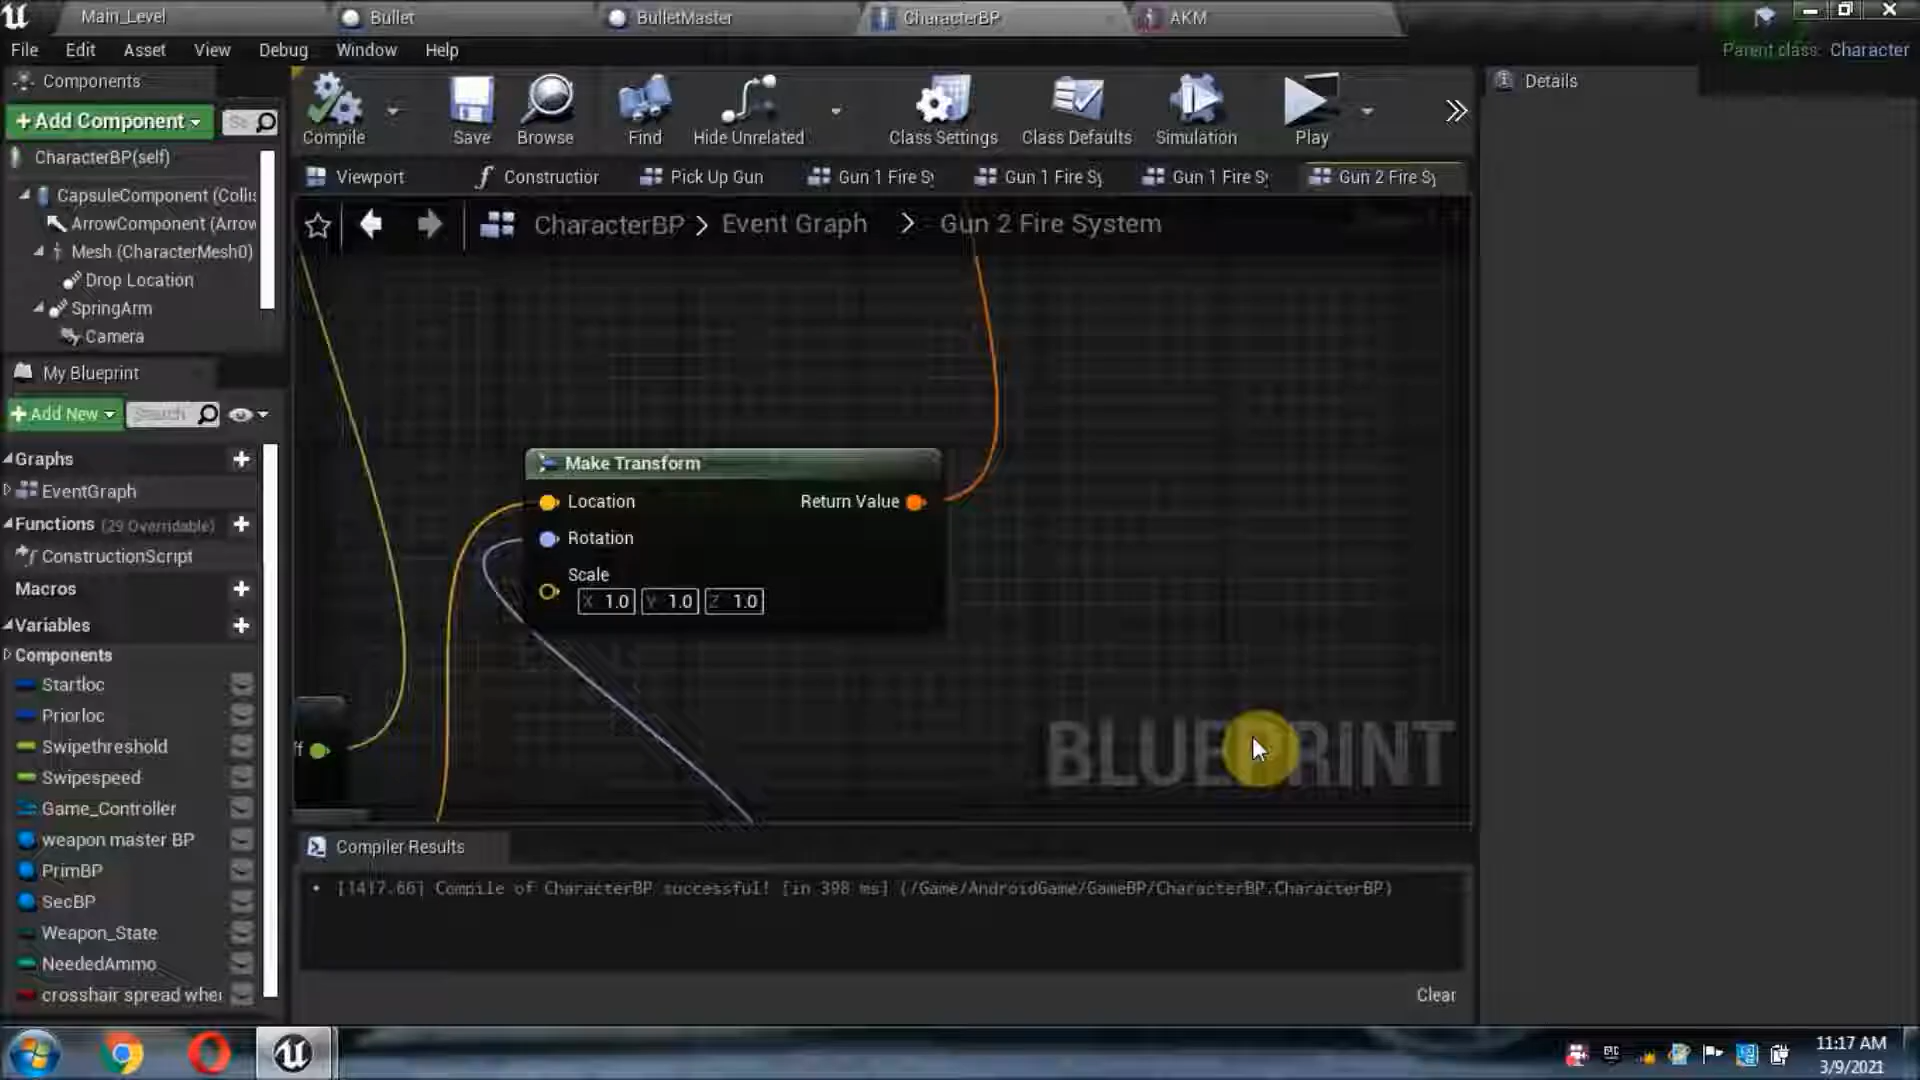 Main_Level
Bullet
BulletMaster
CharacterBP
AKM
File Edit Asset View Debug Window Help
Parent class: Character
Components
+Add Component
CharacterBP(self)
CapsuleComponent (Collis
ArrowComponent (Arrow
Mesh (CharacterMesh0)
Drop Location
SpringArm
Camera
My Blueprint
+Add New
Search
Graphs
EventGraph
Functions (29 Overridable)
ConstructionScript
Macros
Variables
Components
Startloc
Priorloc
Swipethreshold
Swipespeed
Game_Controller
weapon master BP
PrimBP
SecBP
Weapon_State
NeededAmmo
crosshair spread when
Compile
Save
Browse
Find
Hide Unrelated
Class Settings
Class Defaults
Simulation
Play
Details
Viewport
Constructior
Pick Up Gun
Gun 1 Fire Sy
Gun 1 Fire Sy
Gun 1 Fire Sy
Gun 2 Fire Sy
CharacterBP > Event Graph > Gun 2 Fire System
Make Transform
Location
Return Value
Rotation
Scale
X 1.0 Y 1.0 Z 1.0
BLUEPRINT
Compiler Results
[1417.66] Compile of CharacterBP successful! [in 398 ms] (/Game/AndroidGame/GameBP/CharacterBP.CharacterBP)
Clear
11:17 AM
3/9/2021